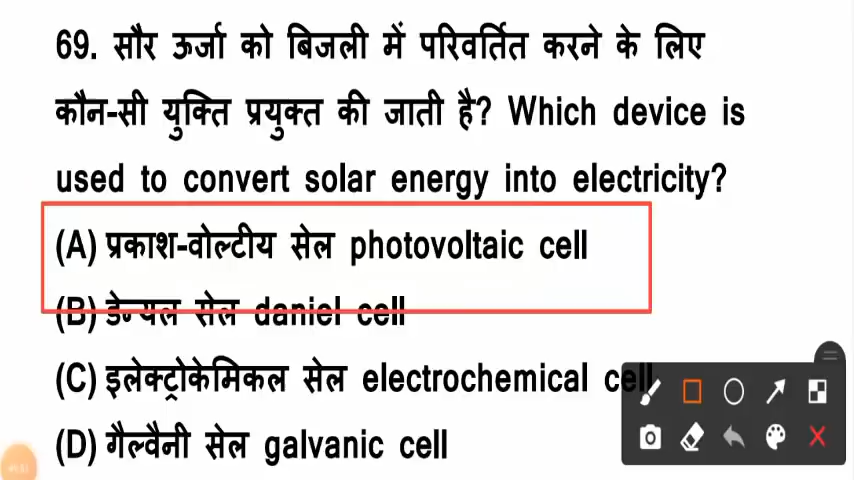 69. सौर ऊर्जा को बिजली में परिवर्तित करने के लिए
कौन-सी युक्ति प्रयुक्त की जाती है? Which device is
used to convert solar energy into electricity?
(A) प्रकाश-वोल्टीय सेल photovoltaic cell
(B) डेन्यल सेल daniel cell
(C) इलेक्ट्रोकेमिकल सेल electrochemical cell
(D) गैल्वैनी सेल galvanic cell